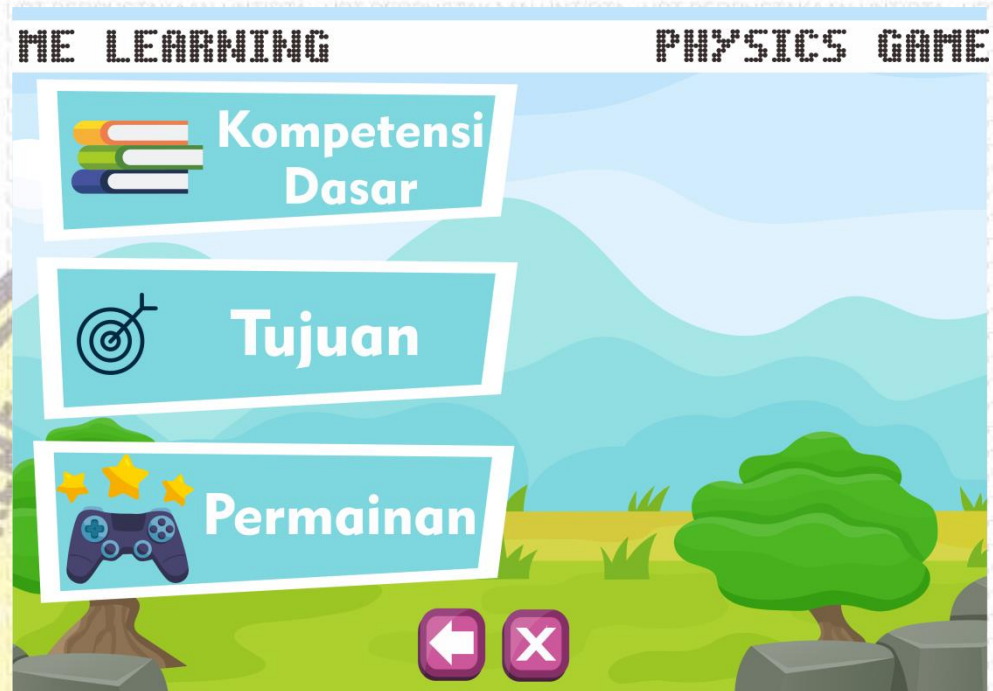 ME LEARNING PHYSICS GAME
Kompetensi
Dasar
Tujuan
Permainan
X